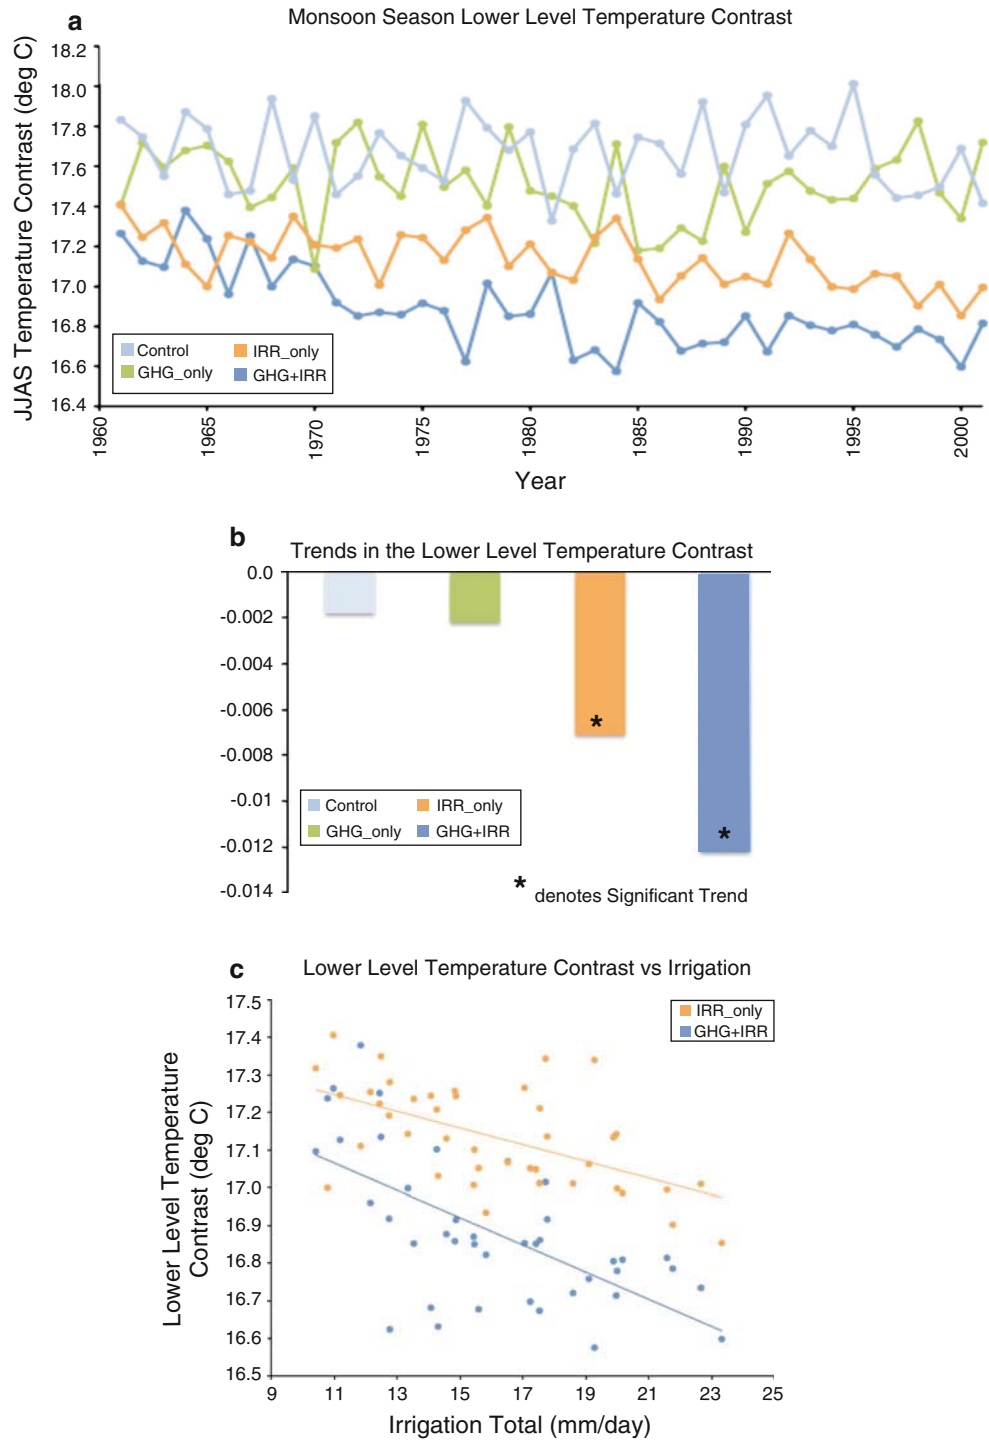 a
Monsoon Season Lower Level Temperature Contrast
JJAS Temperature Contrast (deg C)
18.2
18.0
17.8
17.6
17.4
17.2
17.0
16.8
16.6
16.4
Control
IRR_only
GHG_only
GHG+IRR
1960
1965
1970
1975
1980
1985
1990
1995
2000
Year
b
Trends in the Lower Level Temperature Contrast
0.0
-0.002
-0.004
-0.006
-0.008
-0.01
-0.012
-0.014
*
*
Control
IRR_only
GHG_only
GHG+IRR
* denotes Significant Trend
c
Lower Level Temperature Contrast vs Irrigation
Lower Level Temperature
Contrast (deg C)
17.5
17.4
17.3
17.2
17.1
17.0
16.9
16.8
16.7
16.6
16.5
IRR_only
GHG+IRR
9
11
13
15
17
19
21
23
25
Irrigation Total (mm/day)